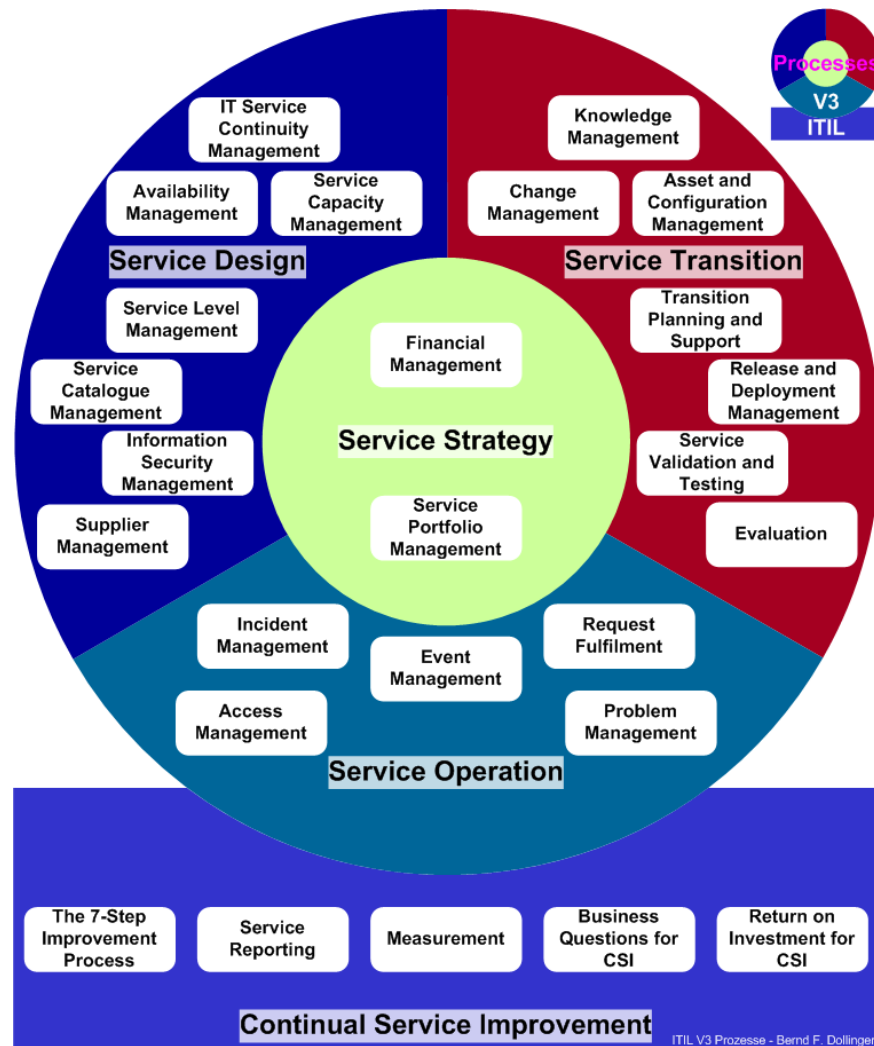 Processes
V3
ITIL
IT Service
Continuity
Management
Availability
Management
Service
Capacity
Management
Service Design
Service Level
Management
Service
Catalogue
Management
Information
Security
Management
Supplier
Management
Knowledge
Management
Change
Management
Asset and
Configuration
Management
Service Transition
Transition
Planning and
Support
Release and
Deployment
Management
Service
Validation and
Testing
Evaluation
Financial
Management
Service Strategy
Service
Portfolio
Management
Incident
Management
Event
Management
Request
Fulfilment
Access
Management
Problem
Management
Service Operation
The 7-Step
Improvement
Process
Service
Reporting
Measurement
Business
Questions for
CSI
Return on
Investment for
CSI
Continual Service Improvement
ITIL V3 Prozesse - Bernd F. Dollinger